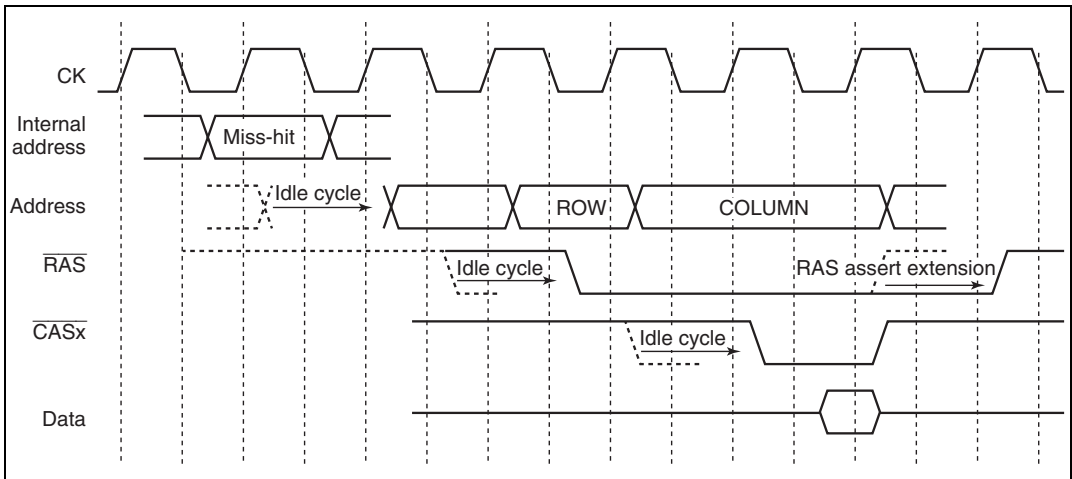 CK
Internal
address
Miss-hit
Address
Idle cycle
ROW
COLUMN
RAS
Idle cycle
RAS assert extension
CASx
Idle cycle
Data